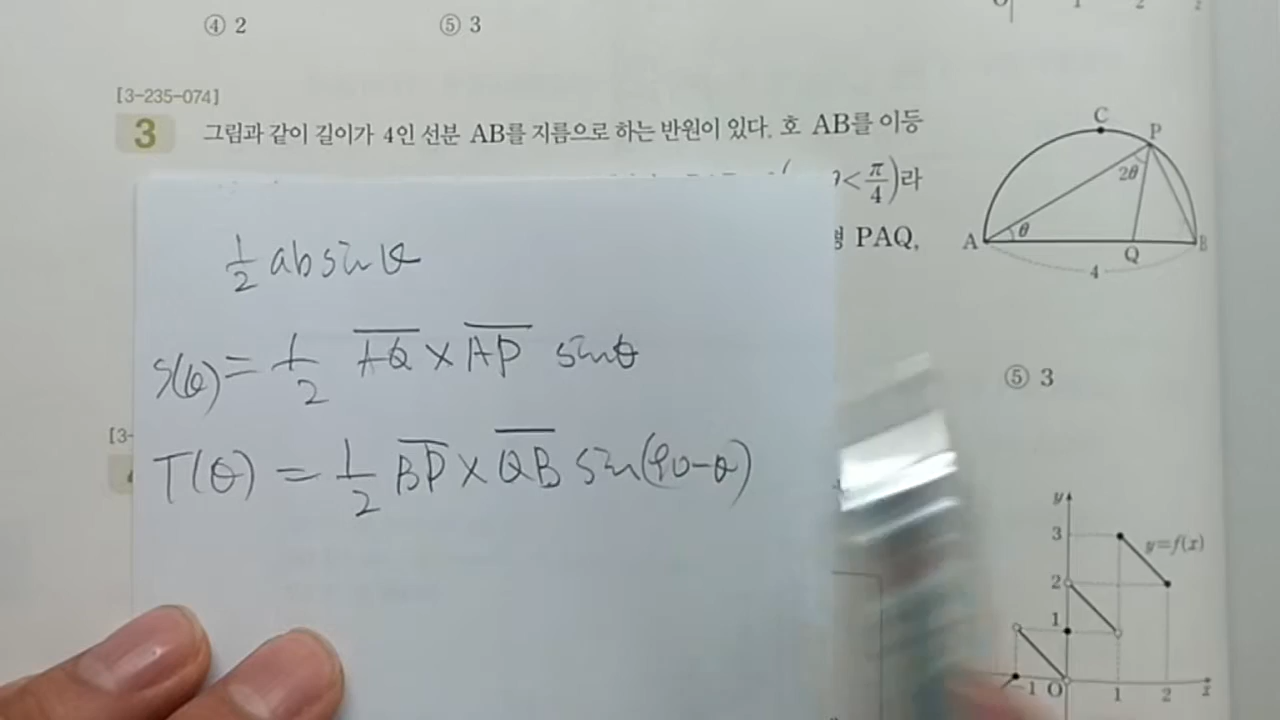 ④ 2
⑤ 3
[3-235-074]
3 그림과 같이 길이가 4인 선분 AB를 지름으로 하는 반원이 있다. 호 AB를 이등
<π/4)라
PAQ,
C
P
2θ
A
θ
Q
B
4
1/2 ab sin θ
S(θ) = 1/2 AQ × AP sinθ
T(θ) = 1/2 BP × QB sin(90-θ)
⑤ 3
[3-
y
3
y=f(x)
2
1
-1 O 1 2 x